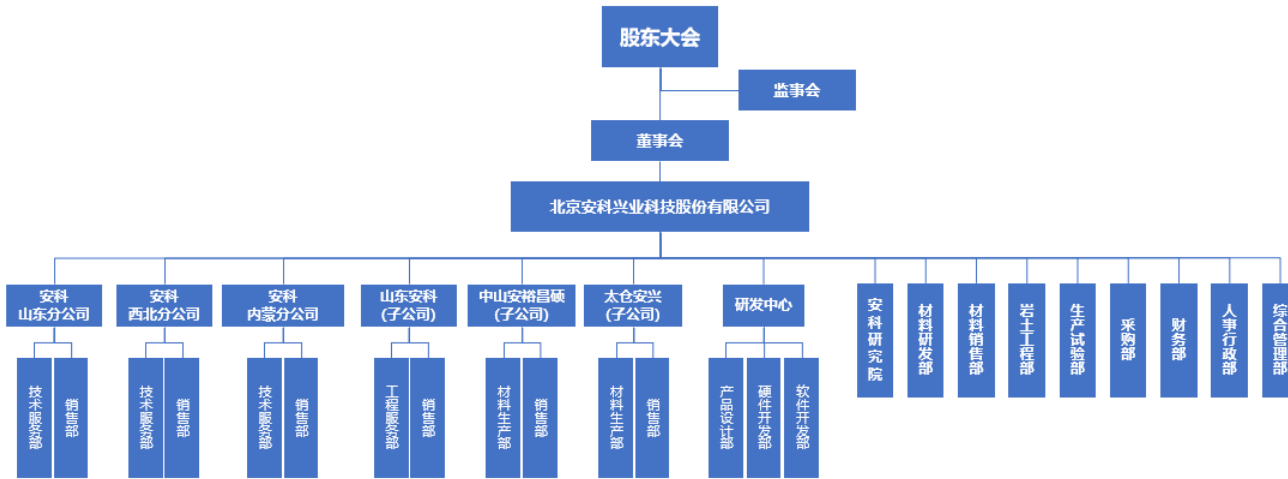 股东大会
监事会
董事会
北京安科兴业科技股份有限公司
安科
山东分公司
安科
西北分公司
安科
内蒙分公司
山东安科
(子公司)
中山安裕昌硕
(子公司)
太仓安兴
(子公司)
研发中心
安科研究院
材料研发部
材料销售部
岩土工程部
生产试验部
采购部
财务部
人事行政部
综合管理部
技术服务部
销售部
技术服务部
销售部
技术服务部
销售部
工程服务部
销售部
材料生产部
销售部
材料生产部
销售部
产品设计部
硬件开发部
软件开发部